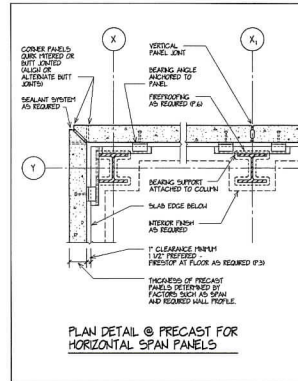 X
X1
CORNER PANELS
QUIRK MITERED OR
BUTT JOINTED
(ALIGN OR
ALTERNATE BUTT
JOINTS)
SEALANT SYSTEM
AS REQUIRED
VERTICAL
PANEL JOINT
BEARING ANGLE
ANCHORED TO
PANEL
FIREPROOFING
AS REQUIRED (P.6)
Y
BEARING SUPPORT
ATTACHED TO COLUMN
SLAB EDGE BELOW
INTERIOR FINISH
AS REQUIRED
1" CLEARANCE MINIMUM
1 1/2" PREFERED -
FIRESTOP AT FLOOR AS REQUIRED (P.3)
THICKNESS OF PRECAST
PANELS DETERMINED BY
FACTORS SUCH AS SPAN
AND REQUIRED WALL PROFILE.
PLAN DETAIL @ PRECAST FOR
HORIZONTAL SPAN PANELS